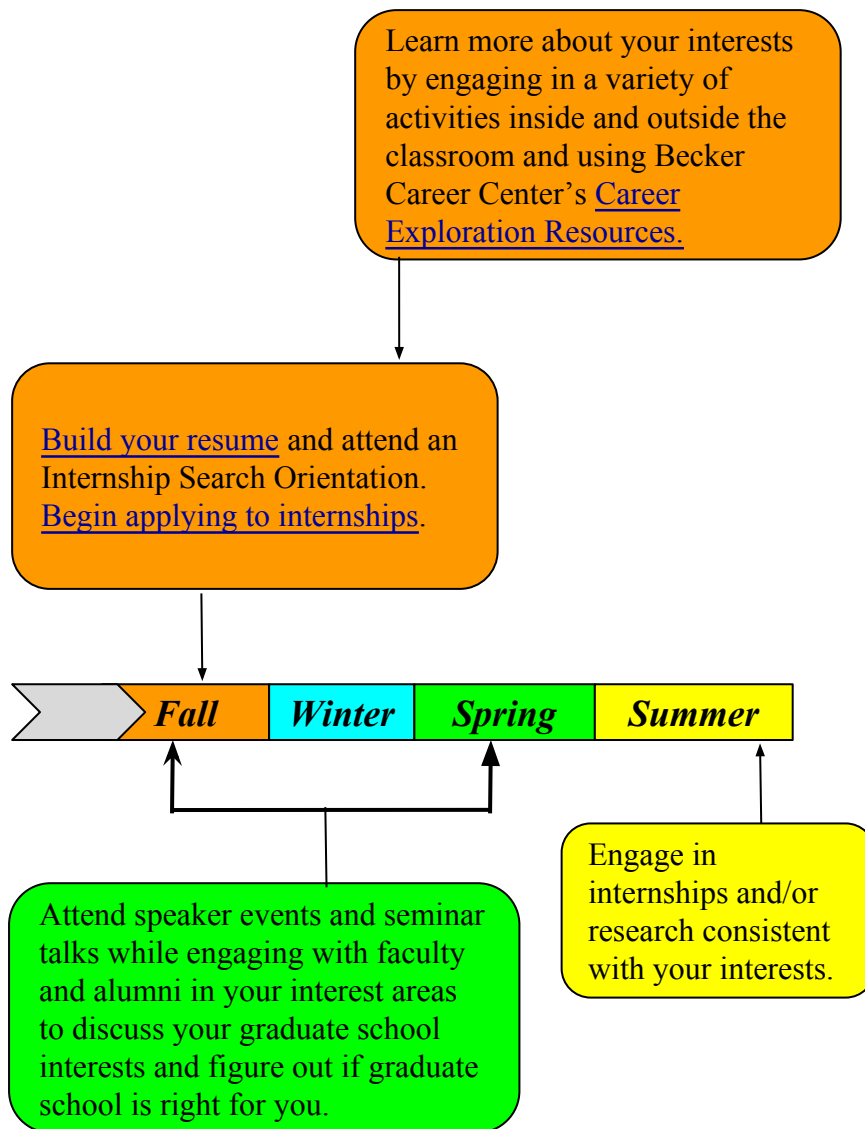 Learn more about your interests
by engaging in a variety of
activities inside and outside the
classroom and using Becker
Career Center’s Career
Exploration Resources.
Build your resume and attend an
Internship Search Orientation.
Begin applying to internships.
Fall Winter Spring Summer
Attend speaker events and seminar
talks while engaging with faculty
and alumni in your interest areas
to discuss your graduate school
interests and figure out if graduate
school is right for you.
Engage in
internships and/or
research consistent
with your interests.